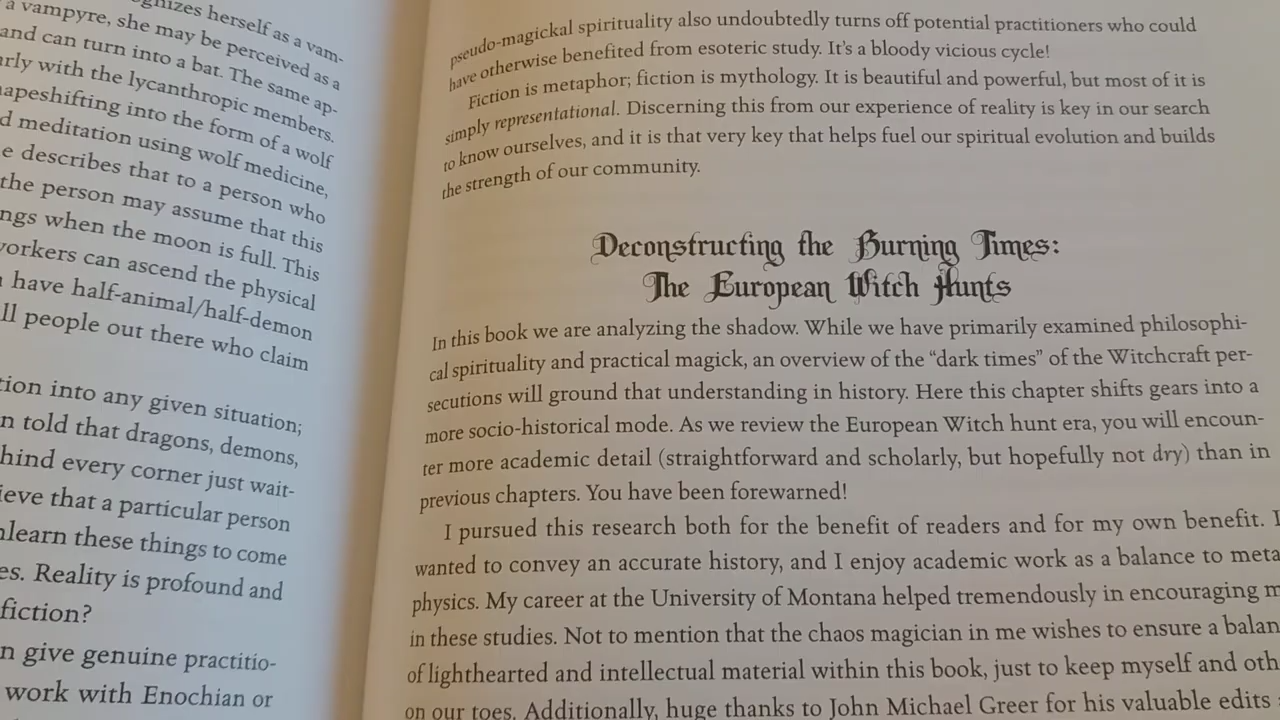 herself as a vam-
a vampyre, she may be perceived as a
and can turn into a bat. The same ap-
with the lycanthropic members.
into the form of a wolf
meditation using wolf medicine,
describes that to a person who
the person may assume that this
when the moon is full. This
can ascend the physical
have half-animal/half-demon
people out there who claim
into any given situation;
told that dragons, demons,
every corner just wait-
that a particular person
these things to come
Reality is profound and
fiction?
give genuine practitio-
work with Enochian or
pseudo-magickal spirituality also undoubtedly turns off potential practitioners who could
have otherwise benefited from esoteric study. It's a bloody vicious cycle!
Fiction is metaphor; fiction is mythology. It is beautiful and powerful, but most of it is
simply representational. Discerning this from our experience of reality is key in our search
to know ourselves, and it is that very key that helps fuel our spiritual evolution and builds
the strength of our community.
Deconstructing the Burning Times:
The European Witch Hunts
In this book we are analyzing the shadow. While we have primarily examined philosophi-
cal spirituality and practical magick, an overview of the “dark times” of the Witchcraft per-
secutions will ground that understanding in history. Here this chapter shifts gears into a
more socio-historical mode. As we review the European Witch hunt era, you will encoun-
ter more academic detail (straightforward and scholarly, but hopefully not dry) than in
previous chapters. You have been forewarned!
I pursued this research both for the benefit of readers and for my own benefit. I
wanted to convey an accurate history, and I enjoy academic work as a balance to meta
physics. My career at the University of Montana helped tremendously in encouraging
in these studies. Not to mention that the chaos magician in me wishes to ensure a
of lighthearted and intellectual material within this book, just to keep myself and
on our toes. Additionally, huge thanks to John Michael Greer for his valuable edits